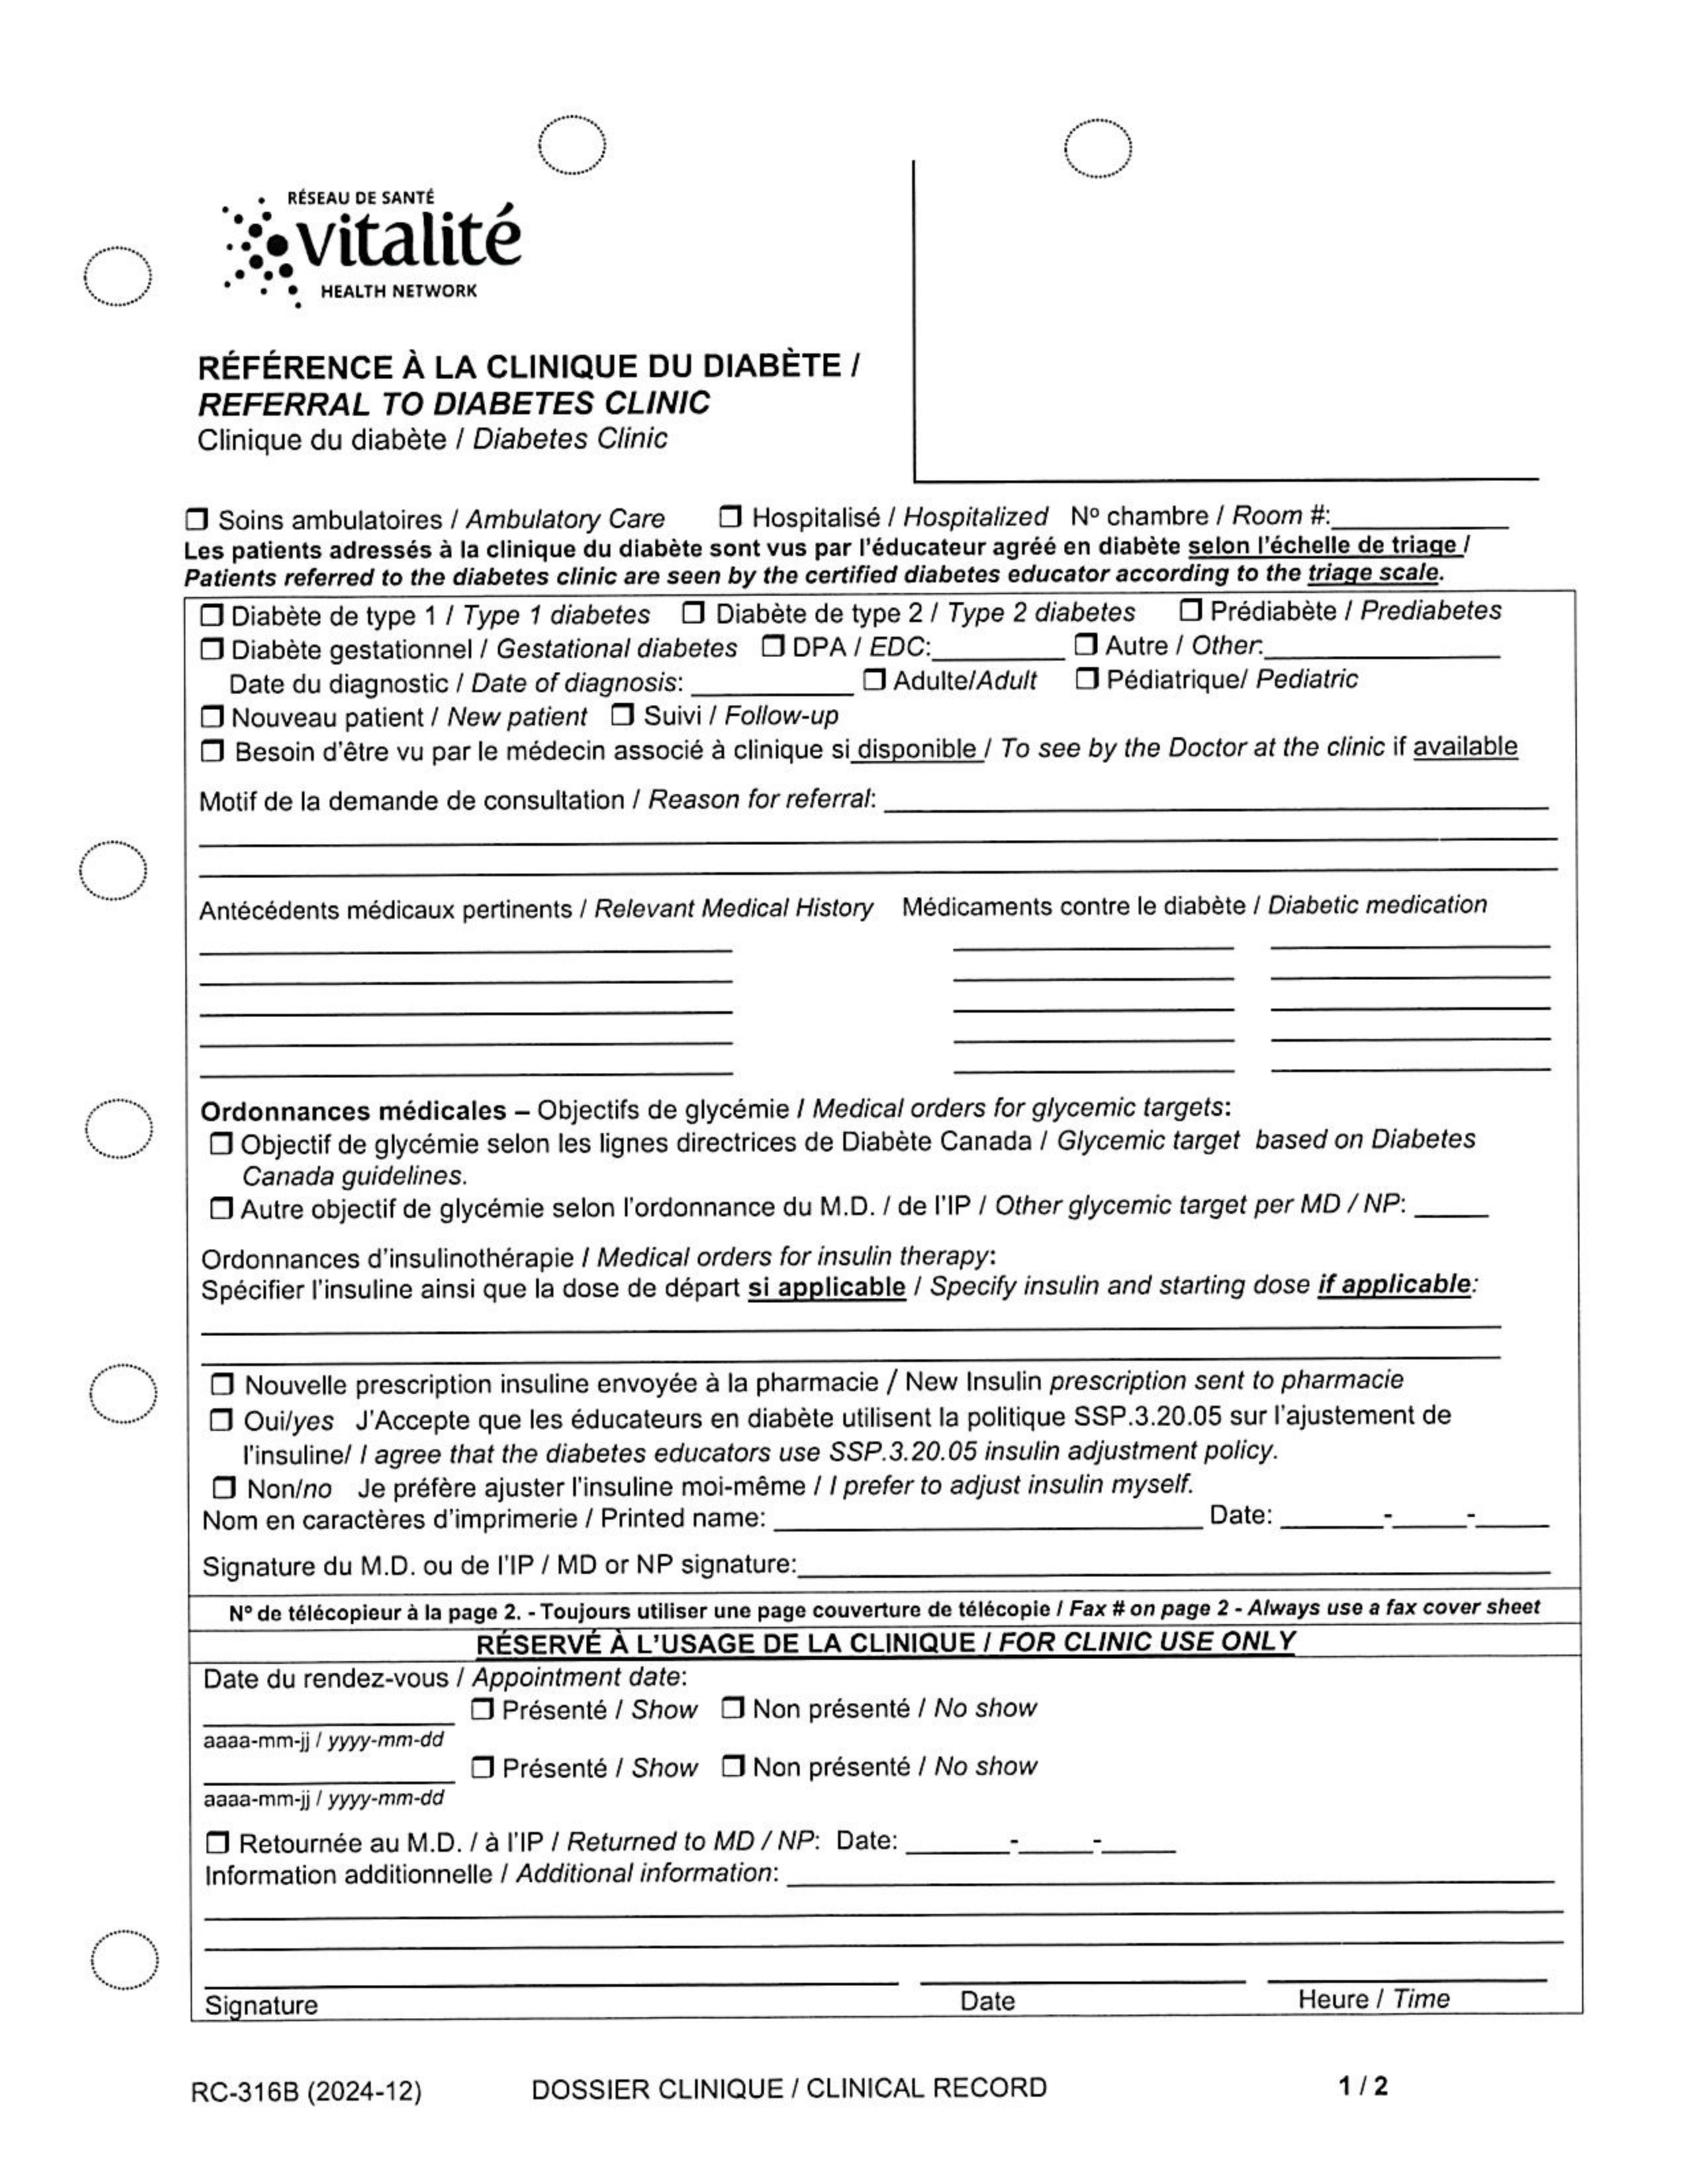 RÉSEAU DE SANTÉ
vitalité
HEALTH NETWORK
RÉFÉRENCE À LA CLINIQUE DU DIABÈTE /
REFERRAL TO DIABETES CLINIC
Clinique du diabète / Diabetes Clinic
☐ Soins ambulatoires / Ambulatory Care ☐ Hospitalisé / Hospitalized Nº chambre / Room #:____________
Les patients adressés à la clinique du diabète sont vus par l'éducateur agréé en diabète selon l'échelle de triage /
Patients referred to the diabetes clinic are seen by the certified diabetes educator according to the triage scale.
☐ Diabète de type 1 / Type 1 diabetes ☐ Diabète de type 2 / Type 2 diabetes ☐ Prédiabète / Prediabetes
☐ Diabète gestationnel / Gestational diabetes ☐ DPA / EDC:_________ ☐ Autre / Other:________________
Date du diagnostic / Date of diagnosis: ___________ ☐ Adulte/Adult ☐ Pédiatrique/ Pediatric
☐ Nouveau patient / New patient ☐ Suivi / Follow-up
☐ Besoin d'être vu par le médecin associé à clinique si disponible / To see by the Doctor at the clinic if available
Motif de la demande de consultation / Reason for referral: ____________
Antécédents médicaux pertinents / Relevant Medical History Médicaments contre le diabète / Diabetic medication
Ordonnances médicales – Objectifs de glycémie / Medical orders for glycemic targets:
☐ Objectif de glycémie selon les lignes directrices de Diabète Canada / Glycemic target based on Diabetes
Canada guidelines.
☐ Autre objectif de glycémie selon l'ordonnance du M.D. / de l'IP / Other glycemic target per MD / NP: _____
Ordonnances d'insulinothérapie / Medical orders for insulin therapy:
Spécifier l'insuline ainsi que la dose de départ si applicable / Specify insulin and starting dose if applicable:
☐ Nouvelle prescription insuline envoyée à la pharmacie / New Insulin prescription sent to pharmacie
☐ Oui/yes J'Accepte que les éducateurs en diabète utilisent la politique SSP.3.20.05 sur l'ajustement de
l'insuline/ I agree that the diabetes educators use SSP.3.20.05 insulin adjustment policy.
☐ Non/no Je préfère ajuster l'insuline moi-même / I prefer to adjust insulin myself.
Nom en caractères d'imprimerie / Printed name: ____________ Date: _______-_____-_____
Signature du M.D. ou de l'IP / MD or NP signature:____________
Nº de télécopieur à la page 2. - Toujours utiliser une page couverture de télécopie / Fax # on page 2 - Always use a fax cover sheet
RÉSERVÉ À L'USAGE DE LA CLINIQUE / FOR CLINIC USE ONLY
Date du rendez-vous / Appointment date:
____________ ☐ Présenté / Show ☐ Non présenté / No show
aaaa-mm-jj / yyyy-mm-dd
____________ ☐ Présenté / Show ☐ Non présenté / No show
aaaa-mm-jj / yyyy-mm-dd
☐ Retournée au M.D. / à l'IP / Returned to MD / NP: Date: _______-_____-_____
Information additionnelle / Additional information: ____________
Signature Date Heure / Time
RC-316B (2024-12) DOSSIER CLINIQUE / CLINICAL RECORD 1 / 2